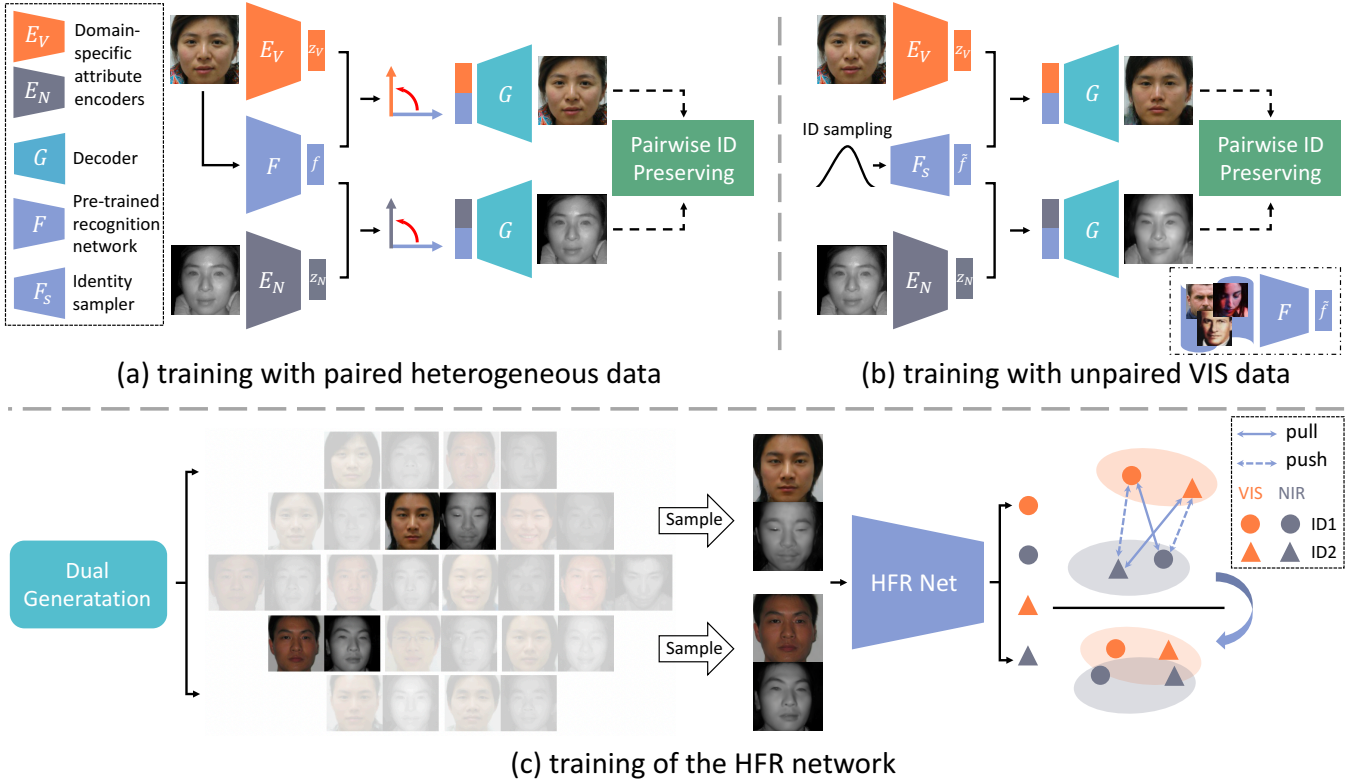 E_V
Domain-
specific
attribute
encoders
E_N
G
Decoder
F
Pre-trained
recognition
network
F_s
Identity
sampler
E_V
z_V
F
f
E_N
z_N
G
G
Pairwise ID
Preserving
(a) training with paired heterogeneous data
E_V
z_V
ID sampling
F_s
f̃
E_N
z_N
G
G
Pairwise ID
Preserving
F
f̃
(b) training with unpaired VIS data
Dual
Generatation
Sample
Sample
HFR Net
pull
push
VIS NIR
ID1
ID2
(c) training of the HFR network